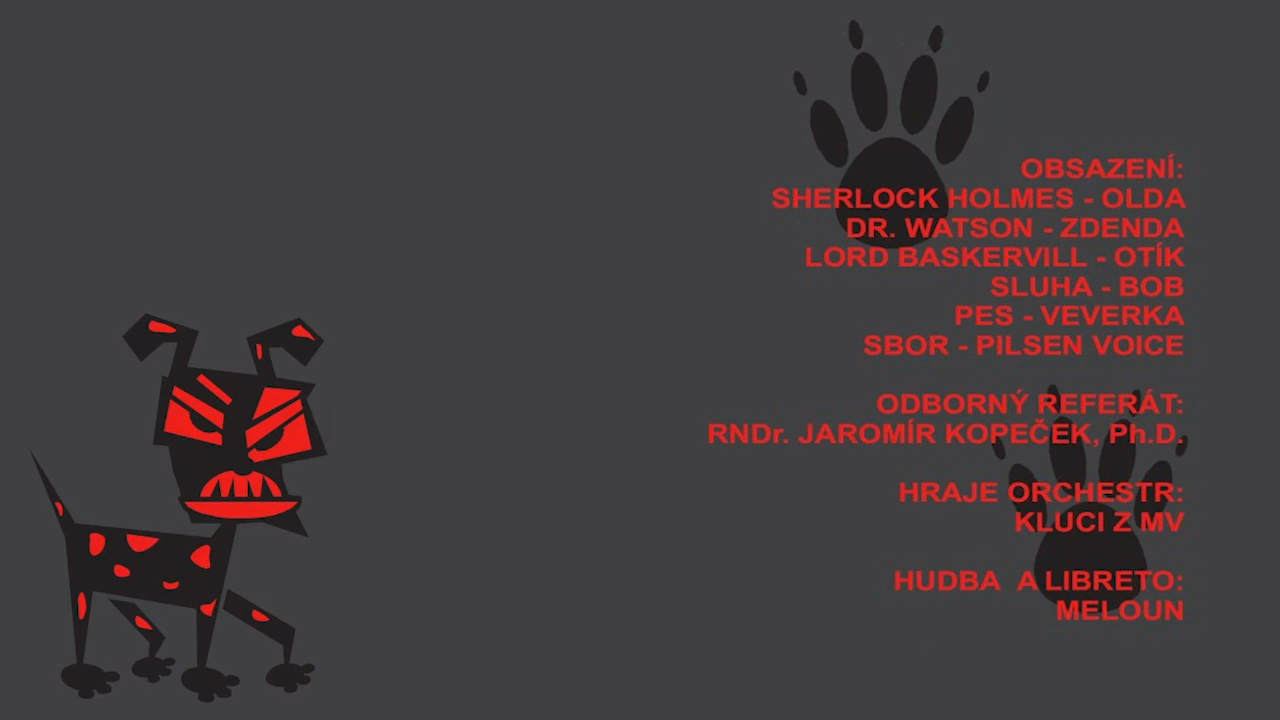 OBSAZENÍ:
SHERLOCK HOLMES - OLDA
DR. WATSON - ZDENDA
LORD BASKERVILL - OTÍK
SLUHA - BOB
PES - VEVERKA
SBOR - PILSEN VOICE
ODBORNÝ REFERÁT:
RNDr. JAROMÍR KOPEČEK, Ph.D.
HRAJE ORCHESTR:
KLUCI Z MV
HUDBA  A LIBRETO:
MELOUN